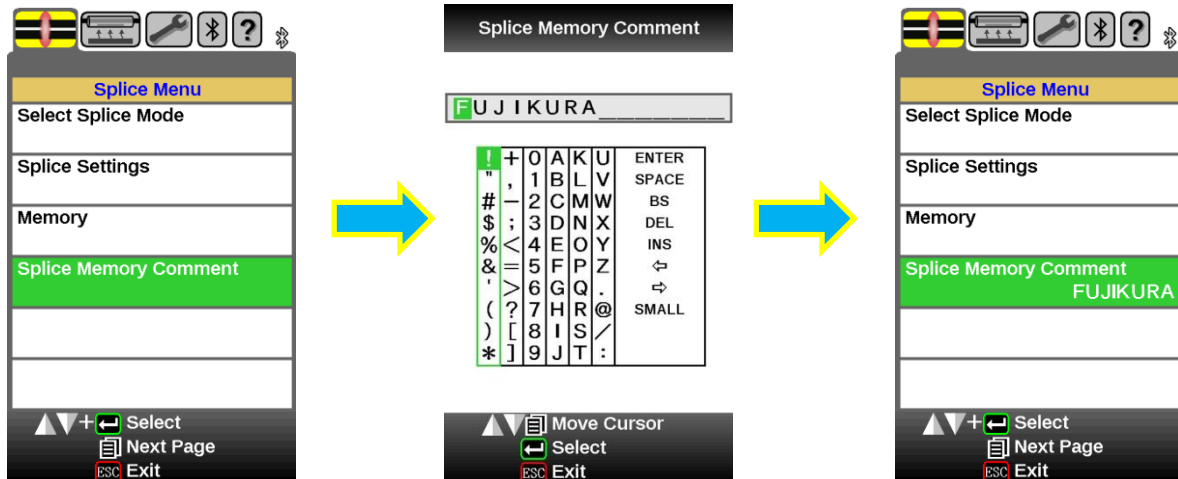 ?
Splice Menu
Select Splice Mode
Splice Settings
Memory
Splice Memory Comment
+ Select
Next Page
ESC Exit
Splice Memory Comment
FUJIKURA_______
! + 0 A K U ENTER
" , 1 B L V SPACE
# − 2 C M W BS
$ ; 3 D N X DEL
% < 4 E O Y INS
& = 5 F P Z ⇦
' > 6 G Q . ⇨
( ? 7 H R @ SMALL
) [ 8 I S /
* ] 9 J T :
Move Cursor
Select
ESC Exit
?
Splice Menu
Select Splice Mode
Splice Settings
Memory
Splice Memory Comment
FUJIKURA
+ Select
Next Page
ESC Exit